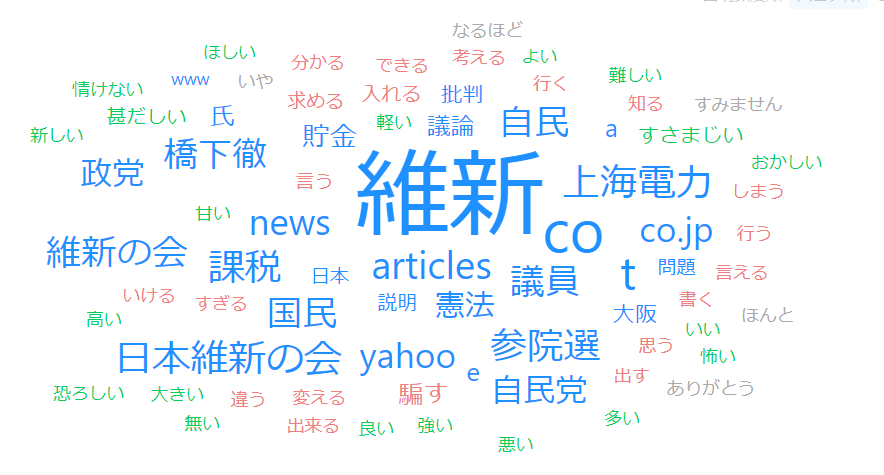 なるほど
ほしい 分かる できる 考える よい
情けない www いや 求める 入れる 批判 行く 難しい
新しい 甚だしい 氏 貯金 軽い 議論 自民 a 知る すみません
政党 橋下徹 すさまじい
言う 維新 上海電力 おかしい しまう
甘い news co co.jp 行う
維新の会 課税 日本 articles 議員 t 問題 言える
いける すぎる 国民 説明 憲法 大阪 書く ほんと
高い 日本維新の会 yahoo e 参院選 思う いい 怖い
恐ろしい 大きい 違う 変える 騙す 自民党 出す ありがとう
無い 出来る 良い 強い 悪い 多い